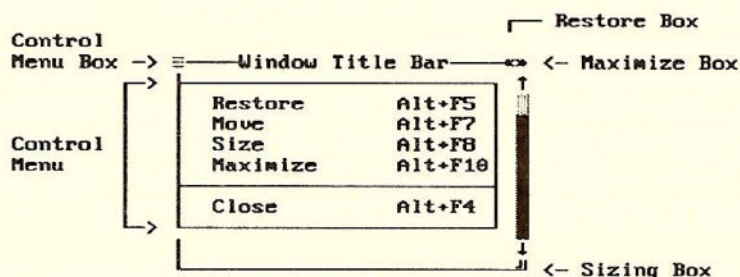 Restore Box
Control
Menu Box -> ≡ Window Title Bar «» <- Maximize Box
Restore Alt+F5
Move Alt+F7
Control Size Alt+F8
Menu Maximize Alt+F10
Close Alt+F4
<- Sizing Box